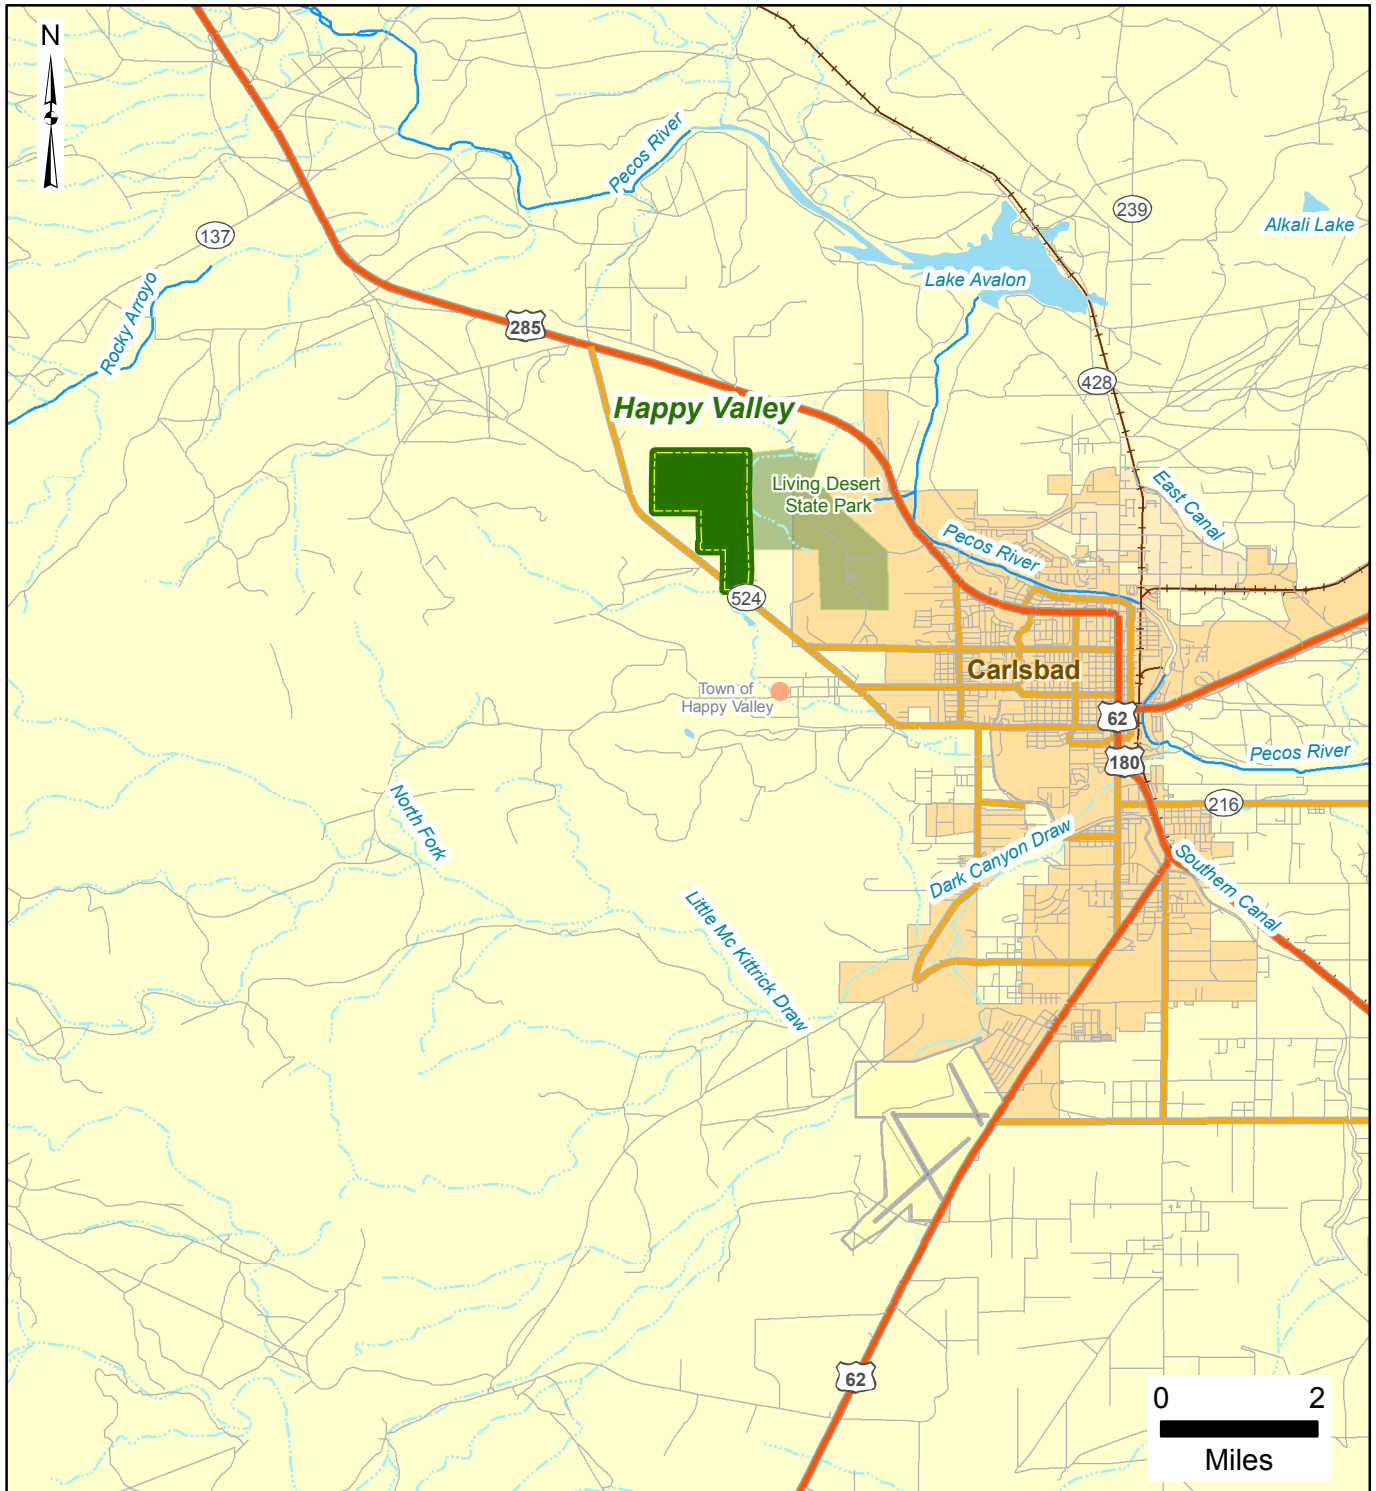 N
Pecos River
239
137
Alkali Lake
Rocky Arroyo
Lake Avalon
285
428
Happy Valley
Living Desert
State Park
East Canal
Pecos River
524
Carlsbad
Town of
Happy Valley
62
Pecos River
180
North Fork
216
Dark Canyon Draw
Southern Canal
Little Mc Kittrick Draw
62
0 2
Miles